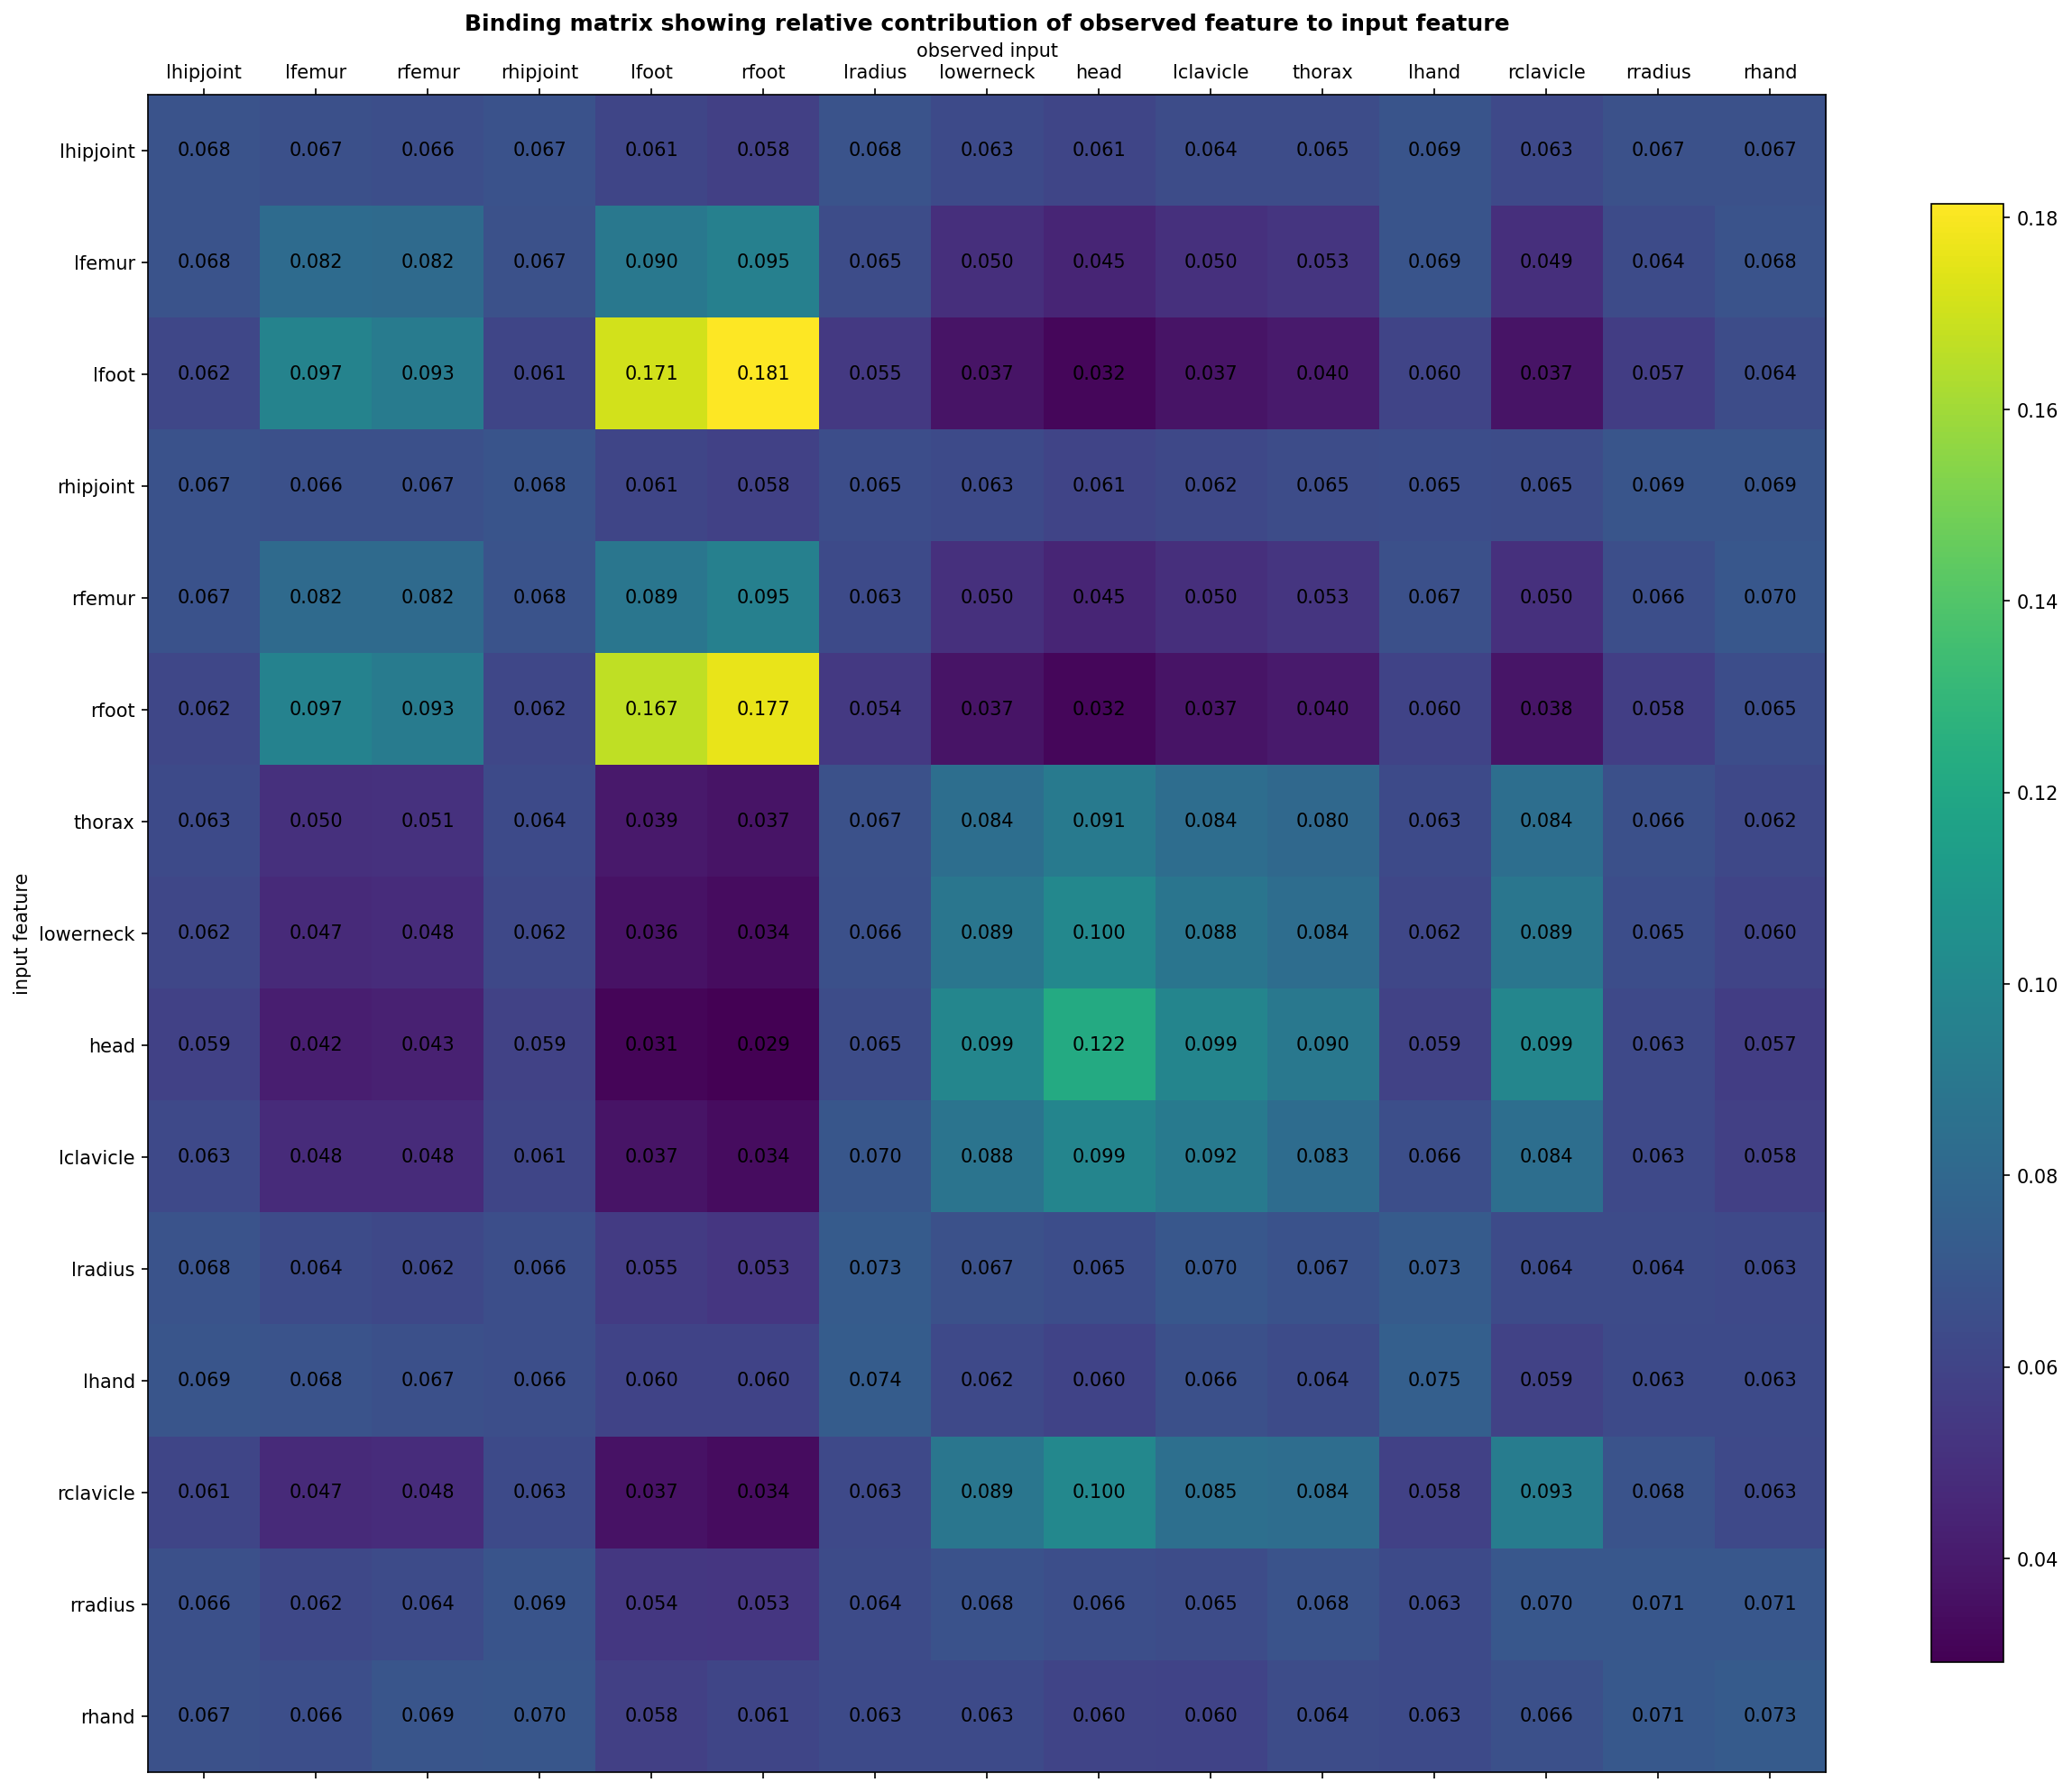 Binding matrix showing relative contribution of observed feature to input feature
observed input
lhipjoint lfemur rfemur rhipjoint lfoot rfoot lradius lowerneck head lclavicle thorax lhand rclavicle rradius rhand
lhipjoint 0.068 0.067 0.066 0.067 0.061 0.058 0.068 0.063 0.061 0.064 0.065 0.069 0.063 0.067 0.067
lfemur 0.068 0.082 0.082 0.067 0.090 0.095 0.065 0.050 0.045 0.050 0.053 0.069 0.049 0.064 0.068
lfoot 0.062 0.097 0.093 0.061 0.171 0.181 0.055 0.037 0.032 0.037 0.040 0.060 0.037 0.057 0.064
rhipjoint 0.067 0.066 0.067 0.068 0.061 0.058 0.065 0.063 0.061 0.062 0.065 0.065 0.065 0.069 0.069
rfemur 0.067 0.082 0.082 0.068 0.089 0.095 0.063 0.050 0.045 0.050 0.053 0.067 0.050 0.066 0.070
rfoot 0.062 0.097 0.093 0.062 0.167 0.177 0.054 0.037 0.032 0.037 0.040 0.060 0.038 0.058 0.065
thorax 0.063 0.050 0.051 0.064 0.039 0.037 0.067 0.084 0.091 0.084 0.080 0.063 0.084 0.066 0.062
lowerneck 0.062 0.047 0.048 0.062 0.036 0.034 0.066 0.089 0.100 0.088 0.084 0.062 0.089 0.065 0.060
head 0.059 0.042 0.043 0.059 0.031 0.029 0.065 0.099 0.122 0.099 0.090 0.059 0.099 0.063 0.057
lclavicle 0.063 0.048 0.048 0.061 0.037 0.034 0.070 0.088 0.099 0.092 0.083 0.066 0.084 0.063 0.058
lradius 0.068 0.064 0.062 0.066 0.055 0.053 0.073 0.067 0.065 0.070 0.067 0.073 0.064 0.064 0.063
lhand 0.069 0.068 0.067 0.066 0.060 0.060 0.074 0.062 0.060 0.066 0.064 0.075 0.059 0.063 0.063
rclavicle 0.061 0.047 0.048 0.063 0.037 0.034 0.063 0.089 0.100 0.085 0.084 0.058 0.093 0.068 0.063
rradius 0.066 0.062 0.064 0.069 0.054 0.053 0.064 0.068 0.066 0.065 0.068 0.063 0.070 0.071 0.071
rhand 0.067 0.066 0.069 0.070 0.058 0.061 0.063 0.063 0.060 0.060 0.064 0.063 0.066 0.071 0.073
input feature
0.18
0.16
0.14
0.12
0.10
0.08
0.06
0.04